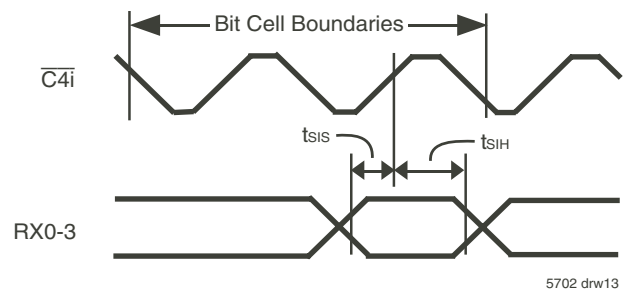 Bit Cell Boundaries
C4i
tSIS
tSIH
RX0-3
5702 drw13